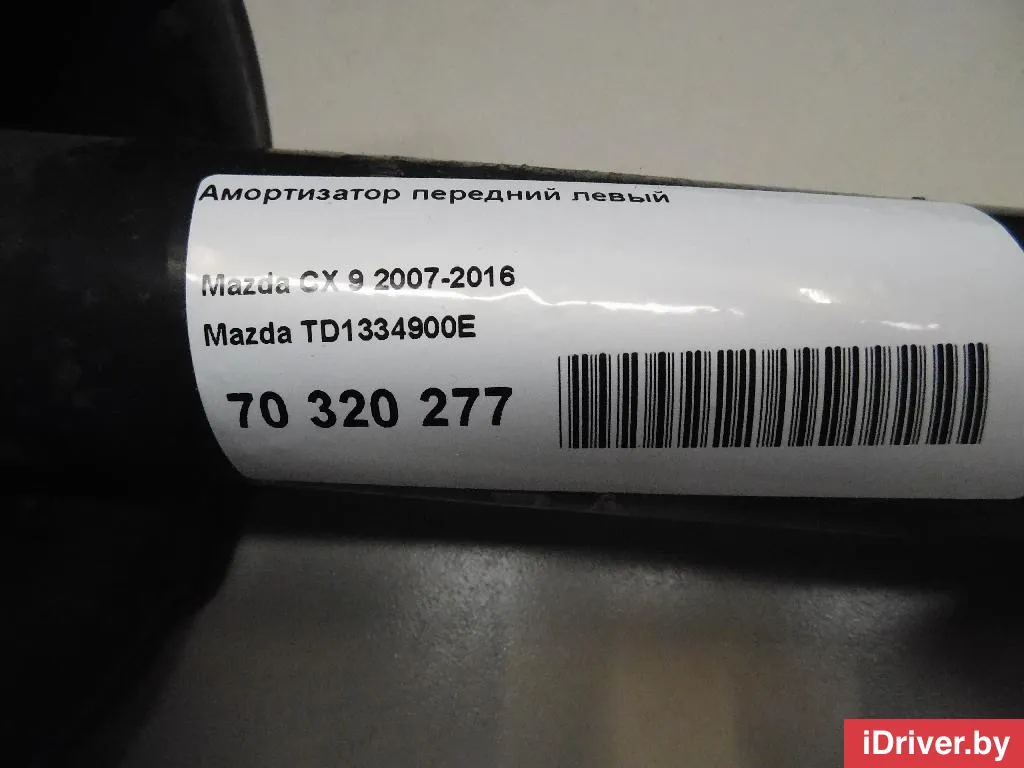 Амортизатор передний левый
Mazda CX 9 2007-2016
Mazda TD1334900E
70 320 277
iDriver.by